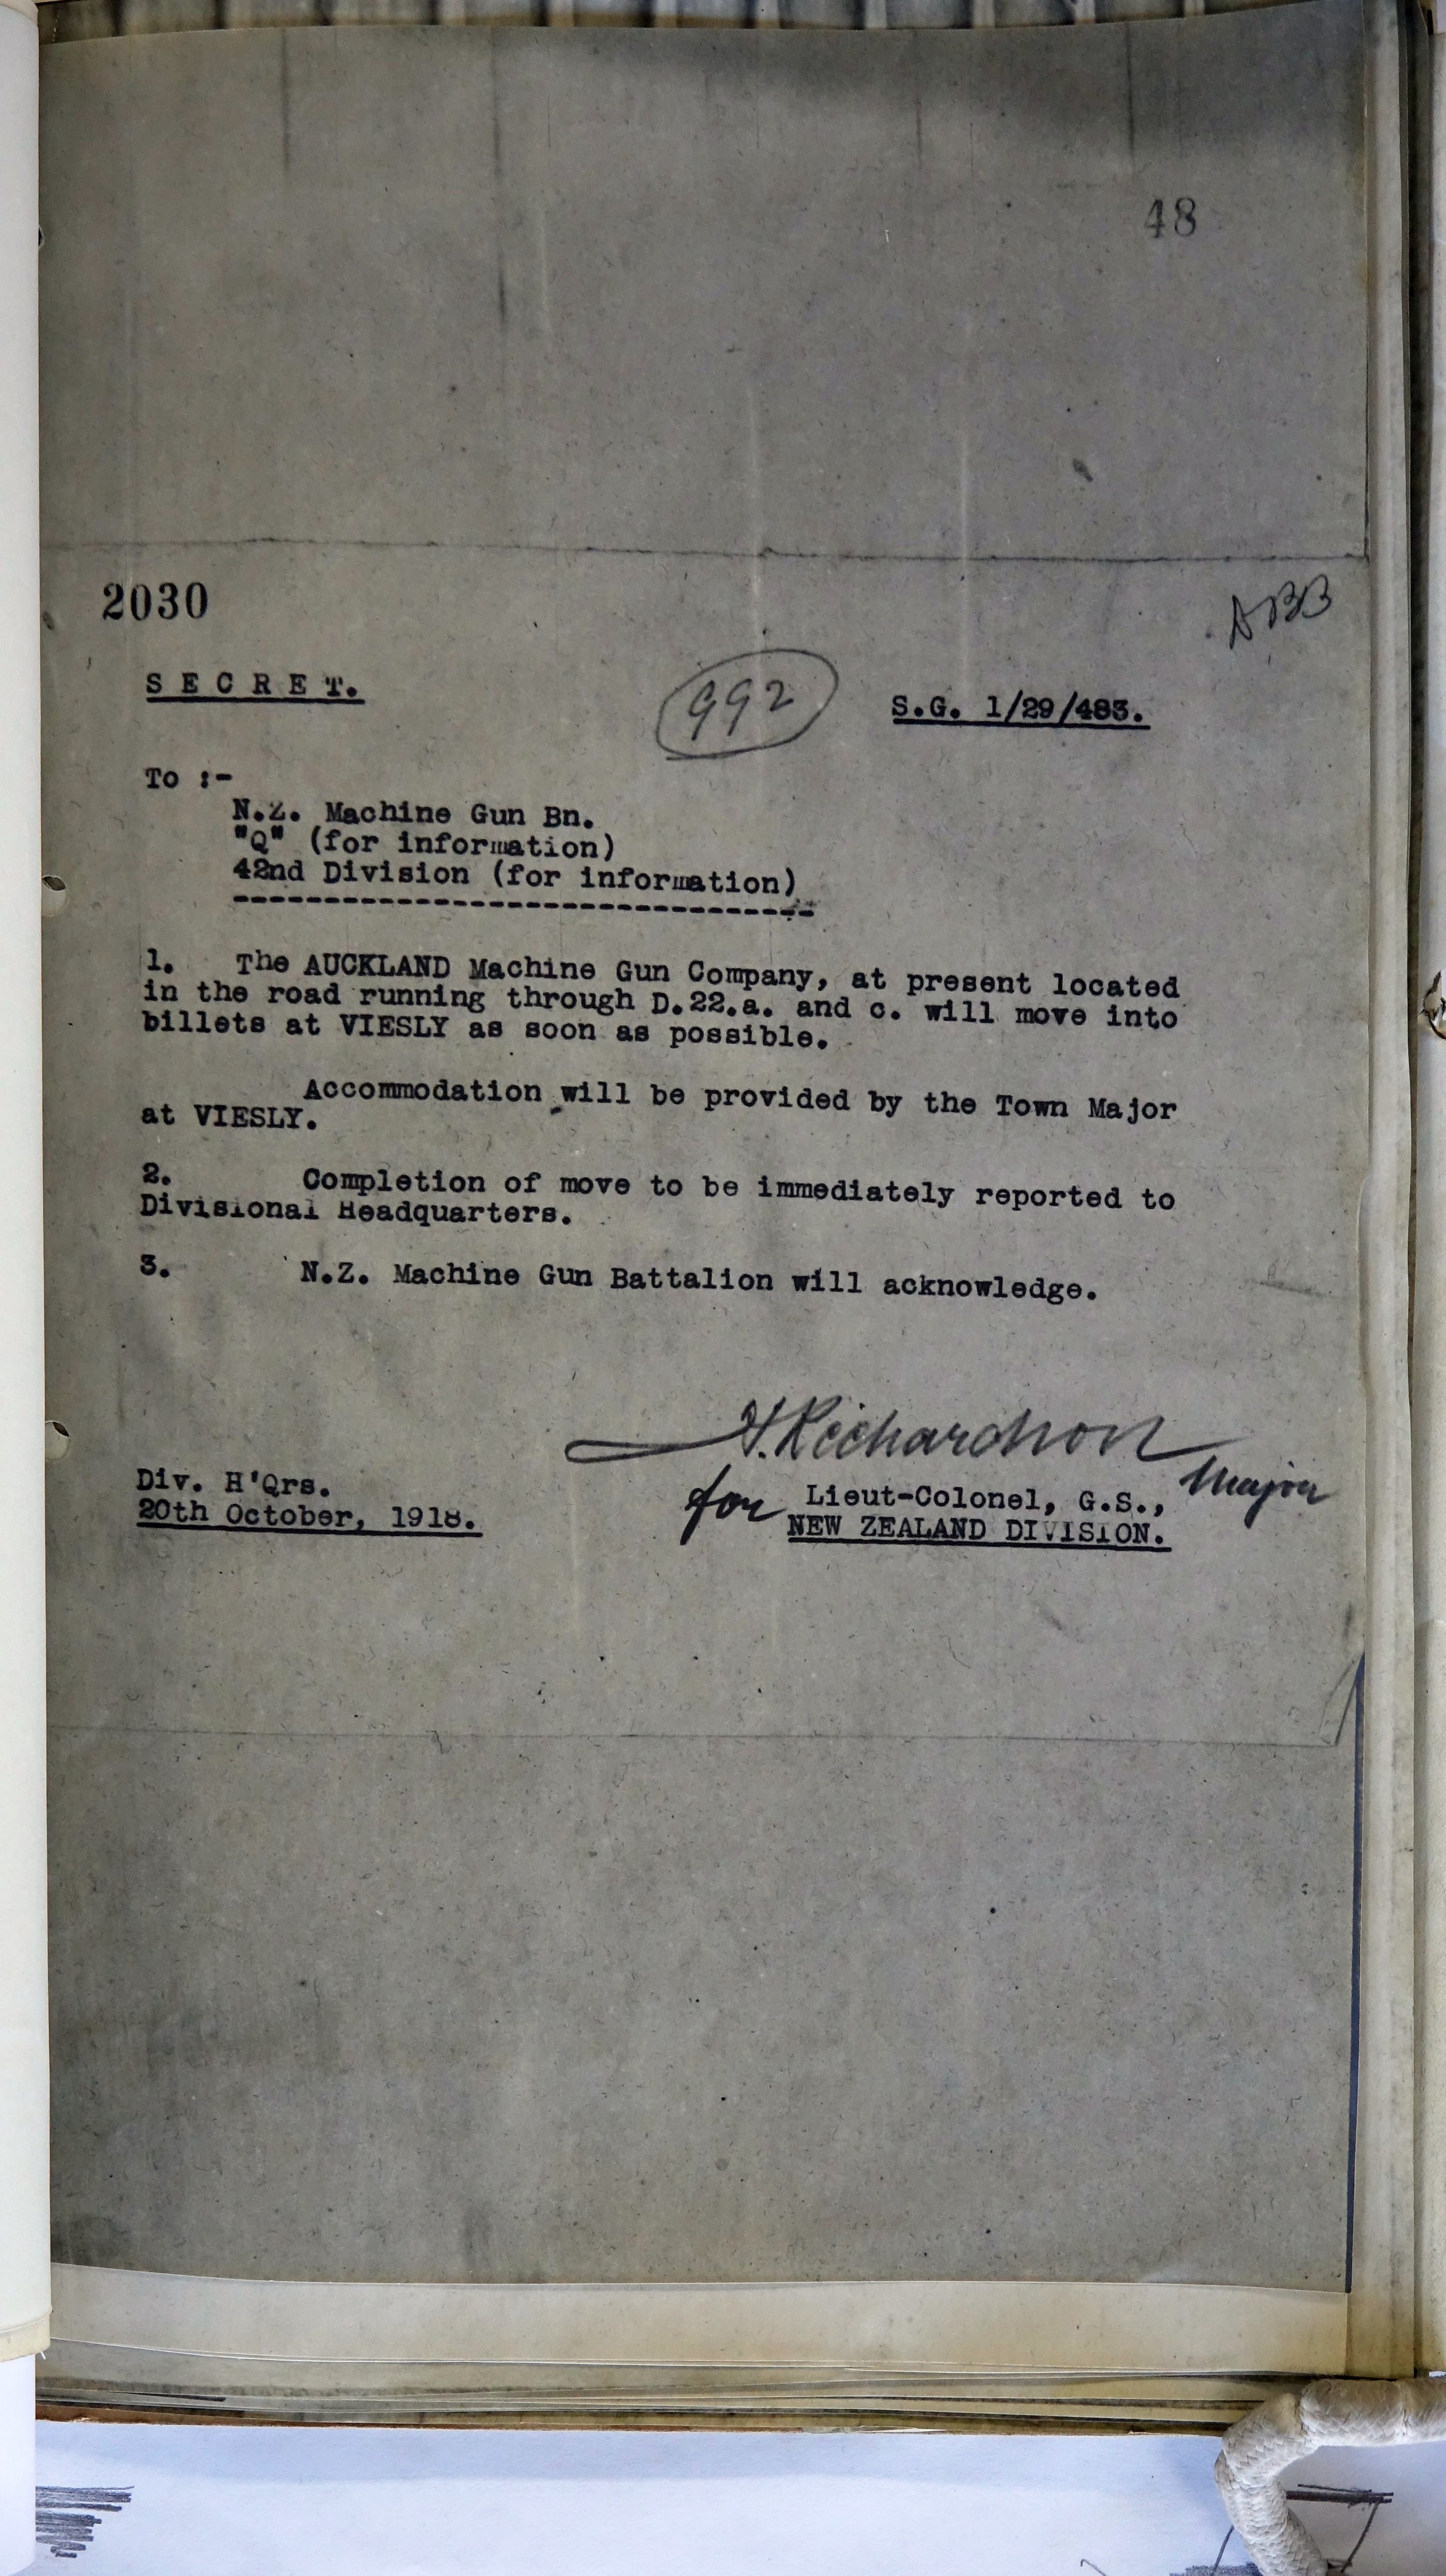 48
2030
ABB
S E C R E T.
992
S.G. 1/29/483.
To :-
N.Z. Machine Gun Bn.
"Q" (for information)
42nd Division (for information)
--------------------------------
1. The AUCKLAND Machine Gun Company, at present located
in the road running through D.22.a. and c. will move into
billets at VIESLY as soon as possible.
Accommodation will be provided by the Town Major
at VIESLY.
2. Completion of move to be immediately reported to
Divisional Headquarters.
3. N.Z. Machine Gun Battalion will acknowledge.
H. Richardson
Major
Div. H'Qrs.
for Lieut-Colonel, G.S.,
20th October, 1918.
NEW ZEALAND DIVISION.